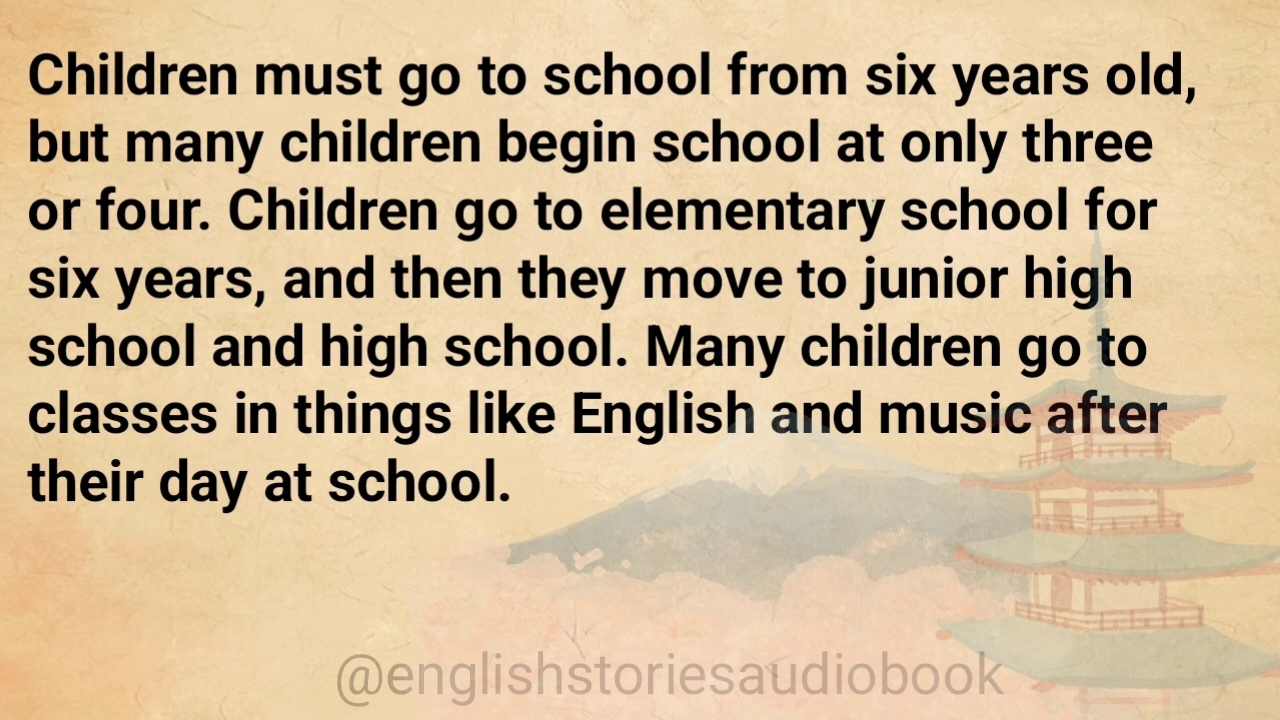 Children must go to school from six years old,
but many children begin school at only three
or four. Children go to elementary school for
six years, and then they move to junior high
school and high school. Many children go to
classes in things like English and music after
their day at school.
@englishstoriesaudiobook